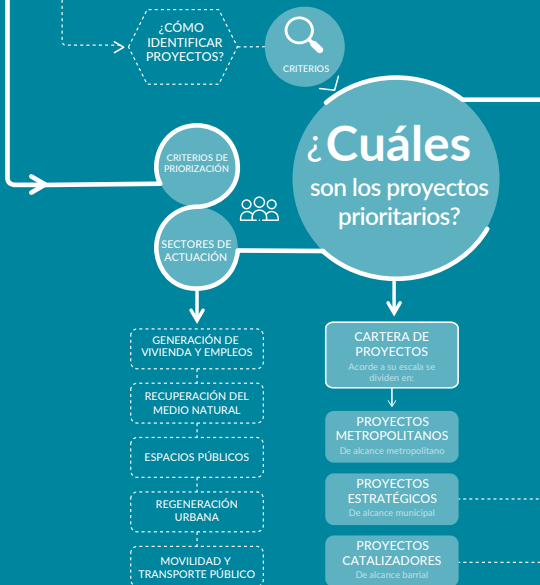 ¿CÓMO
IDENTIFICAR
PROYECTOS?
CRITERIOS
¿Cuáles
son los proyectos
prioritarios?
CRITERIOS DE
PRIORIZACIÓN
SECTORES DE
ACTUACIÓN
GENERACIÓN DE
VIVIENDA Y EMPLEOS
RECUPERACIÓN DEL
MEDIO NATURAL
ESPACIOS PÚBLICOS
REGENERACIÓN
URBANA
MOVILIDAD Y
TRANSPORTE PÚBLICO
CARTERA DE
PROYECTOS
Acorde a su escala se
dividen en:
PROYECTOS
METROPOLITANOS
De alcance metropolitano
PROYECTOS
ESTRATÉGICOS
De alcance municipal
PROYECTOS
CATALIZADORES
De alcance barrial